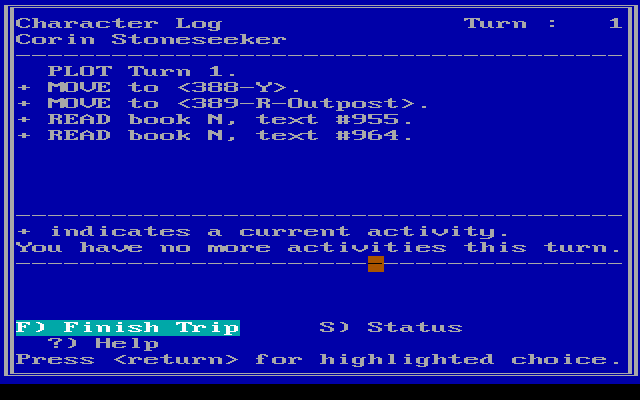 Character Log Turn : 1
Corin Stoneseeker
PLOT Turn 1.
+ MOVE to <388-Y>.
+ MOVE to <389-R-Outpost>.
+ READ book N, text #955.
+ READ book N, text #964.
+ indicates a current activity.
You have no more activities this turn.
F) Finish Trip S) Status
?) Help
Press <return> for highlighted choice.